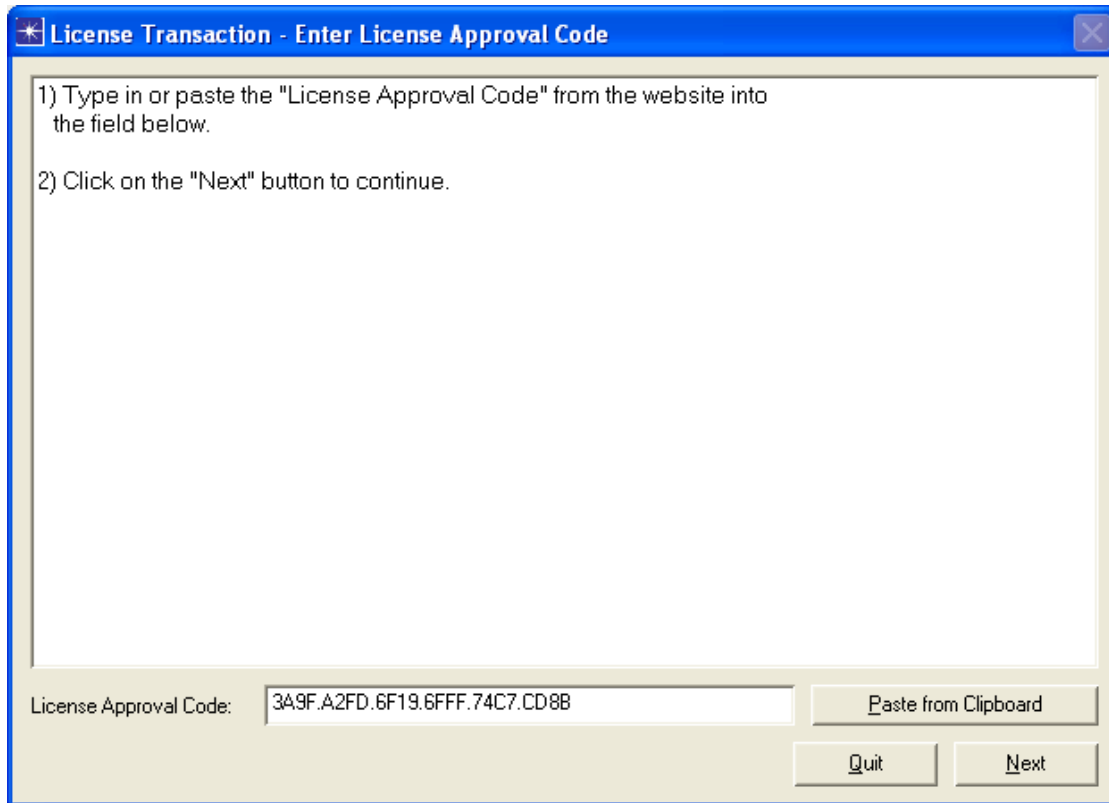 License Transaction - Enter License Approval Code
1) Type in or paste the "License Approval Code" from the website into
the field below.
2) Click on the "Next" button to continue.
License Approval Code:
3A9F.A2FD.6F19.6FFF.74C7.CD8B
Paste from Clipboard
Quit
Next